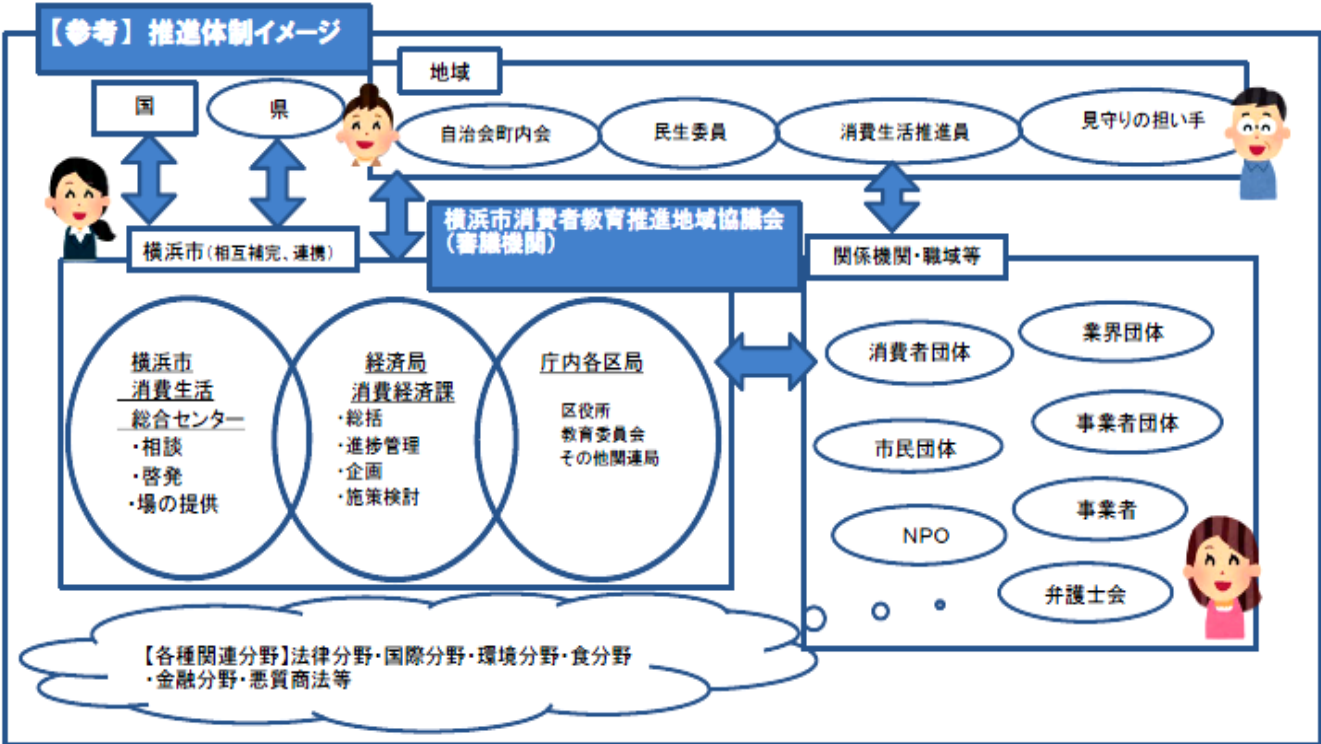 【参考】推進体制イメージ
国
県
地域
自治会町内会
民生委員
消費生活推進員
見守りの担い手
横浜市(相互補完、連携)
横浜市消費者教育推進地域協議会
(審議機関)
関係機関・職域等
横浜市
消費生活
総合センター
・相談
・啓発
・場の提供
経済局
消費経済課
・総括
・進捗管理
・企画
・施策検討
庁内各区局
区役所
教育委員会
その他関連局
消費者団体
業界団体
市民団体
事業者団体
NPO
事業者
弁護士会
【各種関連分野】法律分野・国際分野・環境分野・食分野
・金融分野・悪質商法等